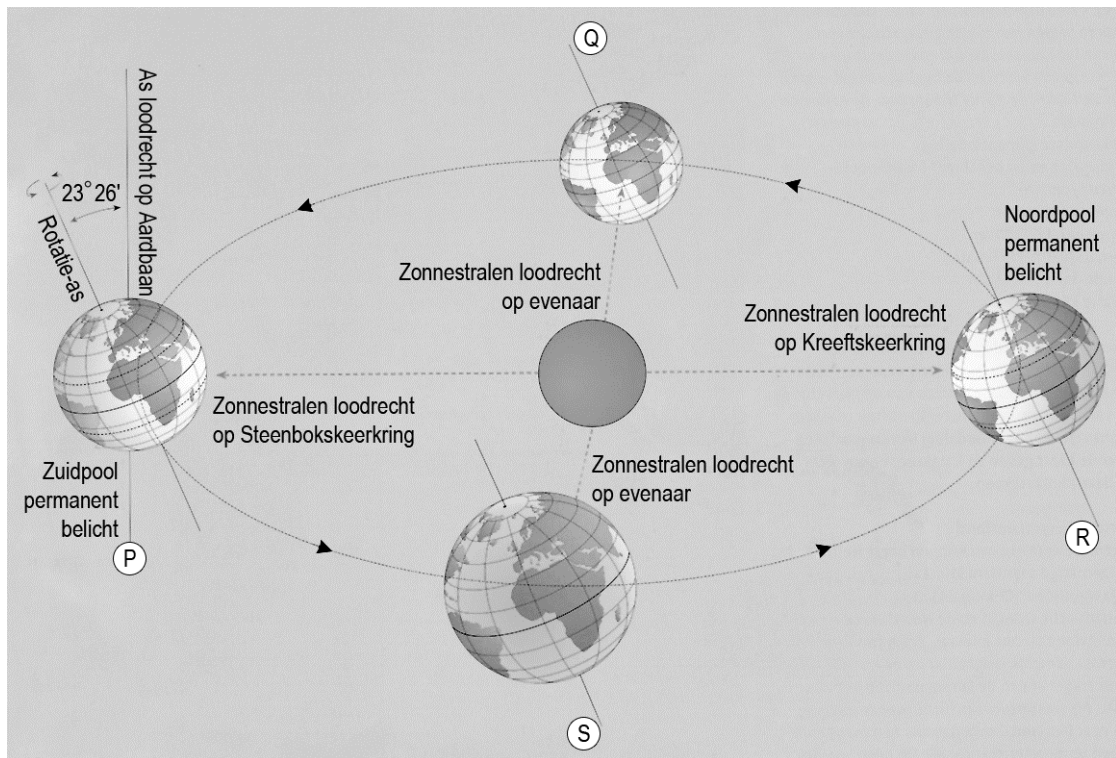 Q
As loodrecht op Aardbaan
23° 26'
Rotatie-as
Noordpool
permanent
belicht
Zonnestralen loodrecht
op evenaar
Zonnestralen loodrecht
op Kreeftskeerkring
Zonnestralen loodrecht
op Steenbokskeerkring
Zonnestralen loodrecht
op evenaar
Zuidpool
permanent
belicht
P
R
S